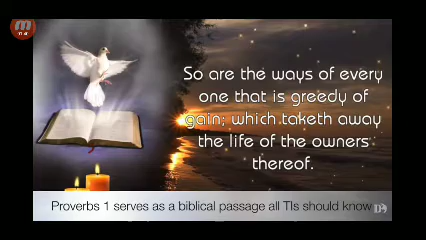 So are the ways of every
one that is greedy of
gain; which taketh away
the life of the owners
thereof.
Proverbs 1 serves as a biblical passage all TIs should know